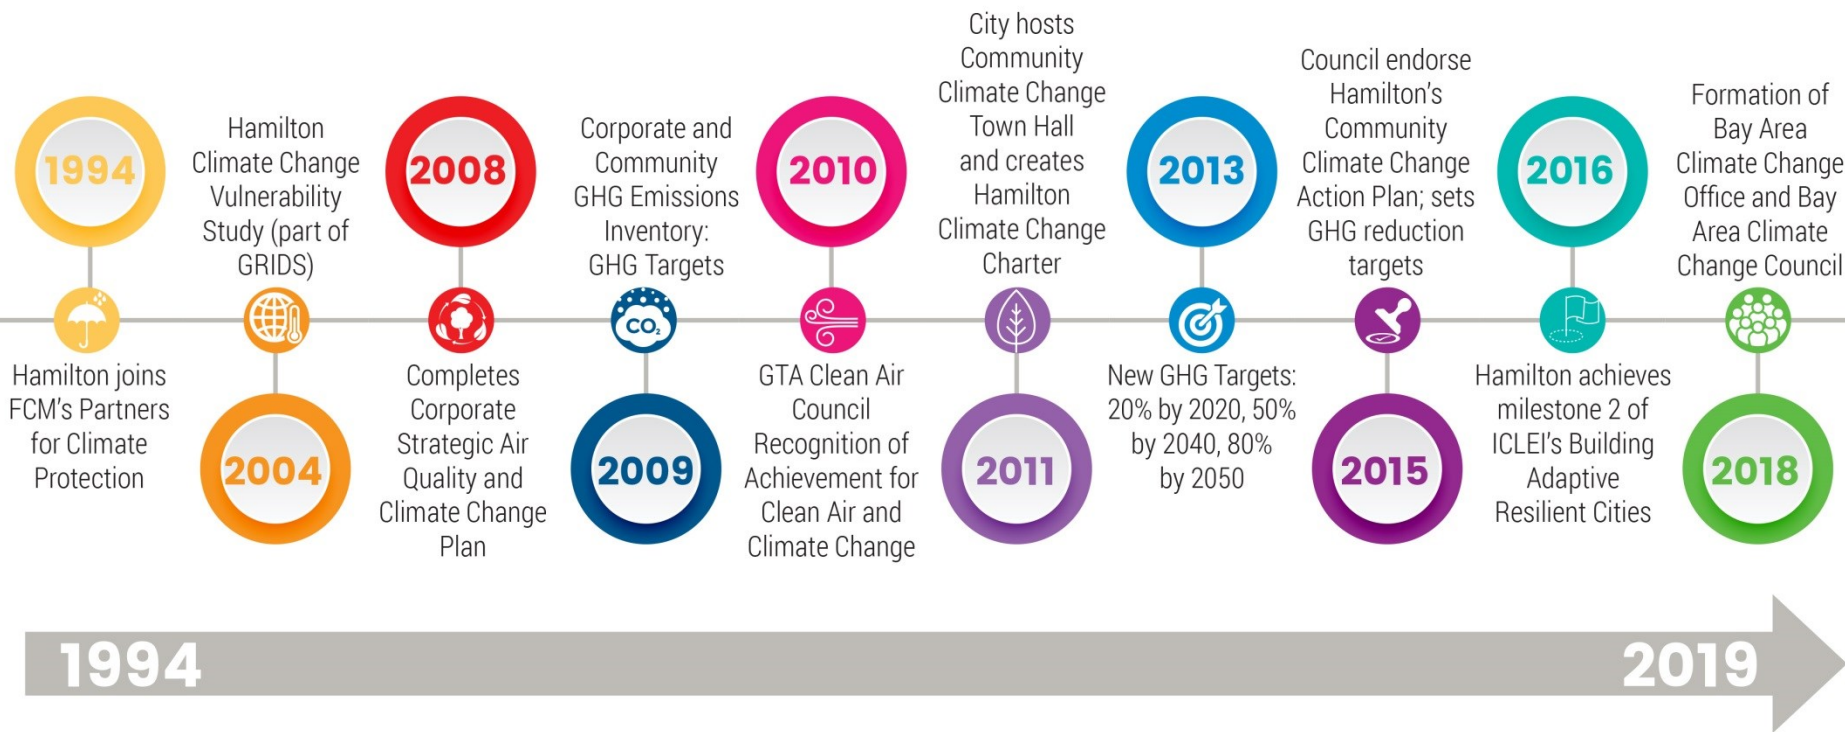 1994
Hamilton joins
FCM's Partners
for Climate
Protection
Hamilton
Climate Change
Vulnerability
Study (part of
GRIDS)
2004
2008
Completes
Corporate
Strategic Air
Quality and
Climate Change
Plan
Corporate and
Community
GHG Emissions
Inventory:
GHG Targets
CO₂
2009
2010
GTA Clean Air
Council
Recognition of
Achievement for
Clean Air and
Climate Change
City hosts
Community
Climate Change
Town Hall
and creates
Hamilton
Climate Change
Charter
2011
2013
New GHG Targets:
20% by 2020, 50%
by 2040, 80%
by 2050
Council endorse
Hamilton's
Community
Climate Change
Action Plan; sets
GHG reduction
targets
2015
2016
Hamilton achieves
milestone 2 of
ICLEI's Building
Adaptive
Resilient Cities
Formation of
Bay Area
Climate Change
Office and Bay
Area Climate
Change Council
2018
1994
2019